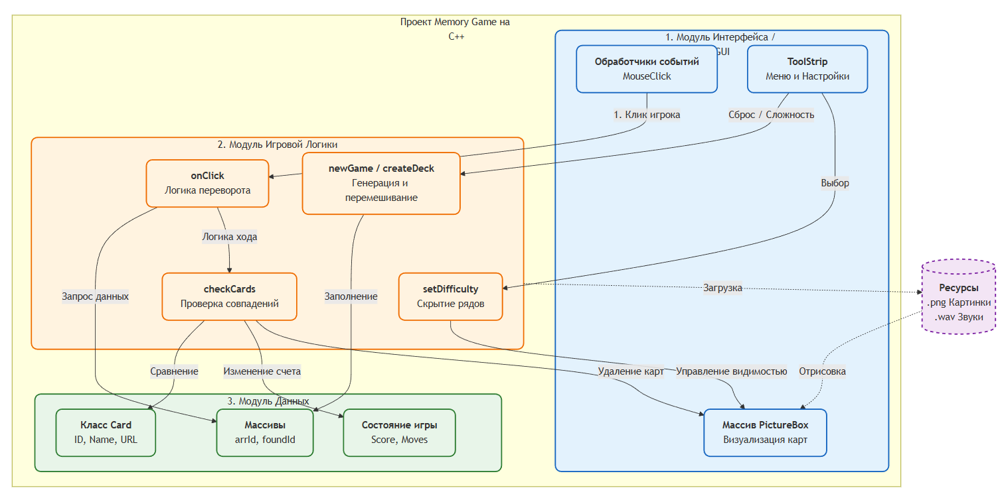 Проект Memory Game на
C++
1. Модуль Интерфейса /
GUI
Обработчики событий
MouseClick
ToolStrip
Меню и Настройки
1. Клик игрока
Сброс / Сложность
2. Модуль Игровой Логики
onClick
Логика переворота
newGame / createDeck
Генерация и
перемешивание
Выбор
Логика хода
checkCards
Проверка совпадений
setDifficulty
Скрытие рядов
Запрос данных
Заполнение
Загрузка
Ресурсы
.png Картинки
.wav Звуки
Сравнение
Изменение счета
Удаление карт
Управление видимостью
Отрисовка
3. Модуль Данных
Класс Card
ID, Name, URL
Массивы
arrId, foundId
Состояние игры
Score, Moves
Массив PictureBox
Визуализация карт